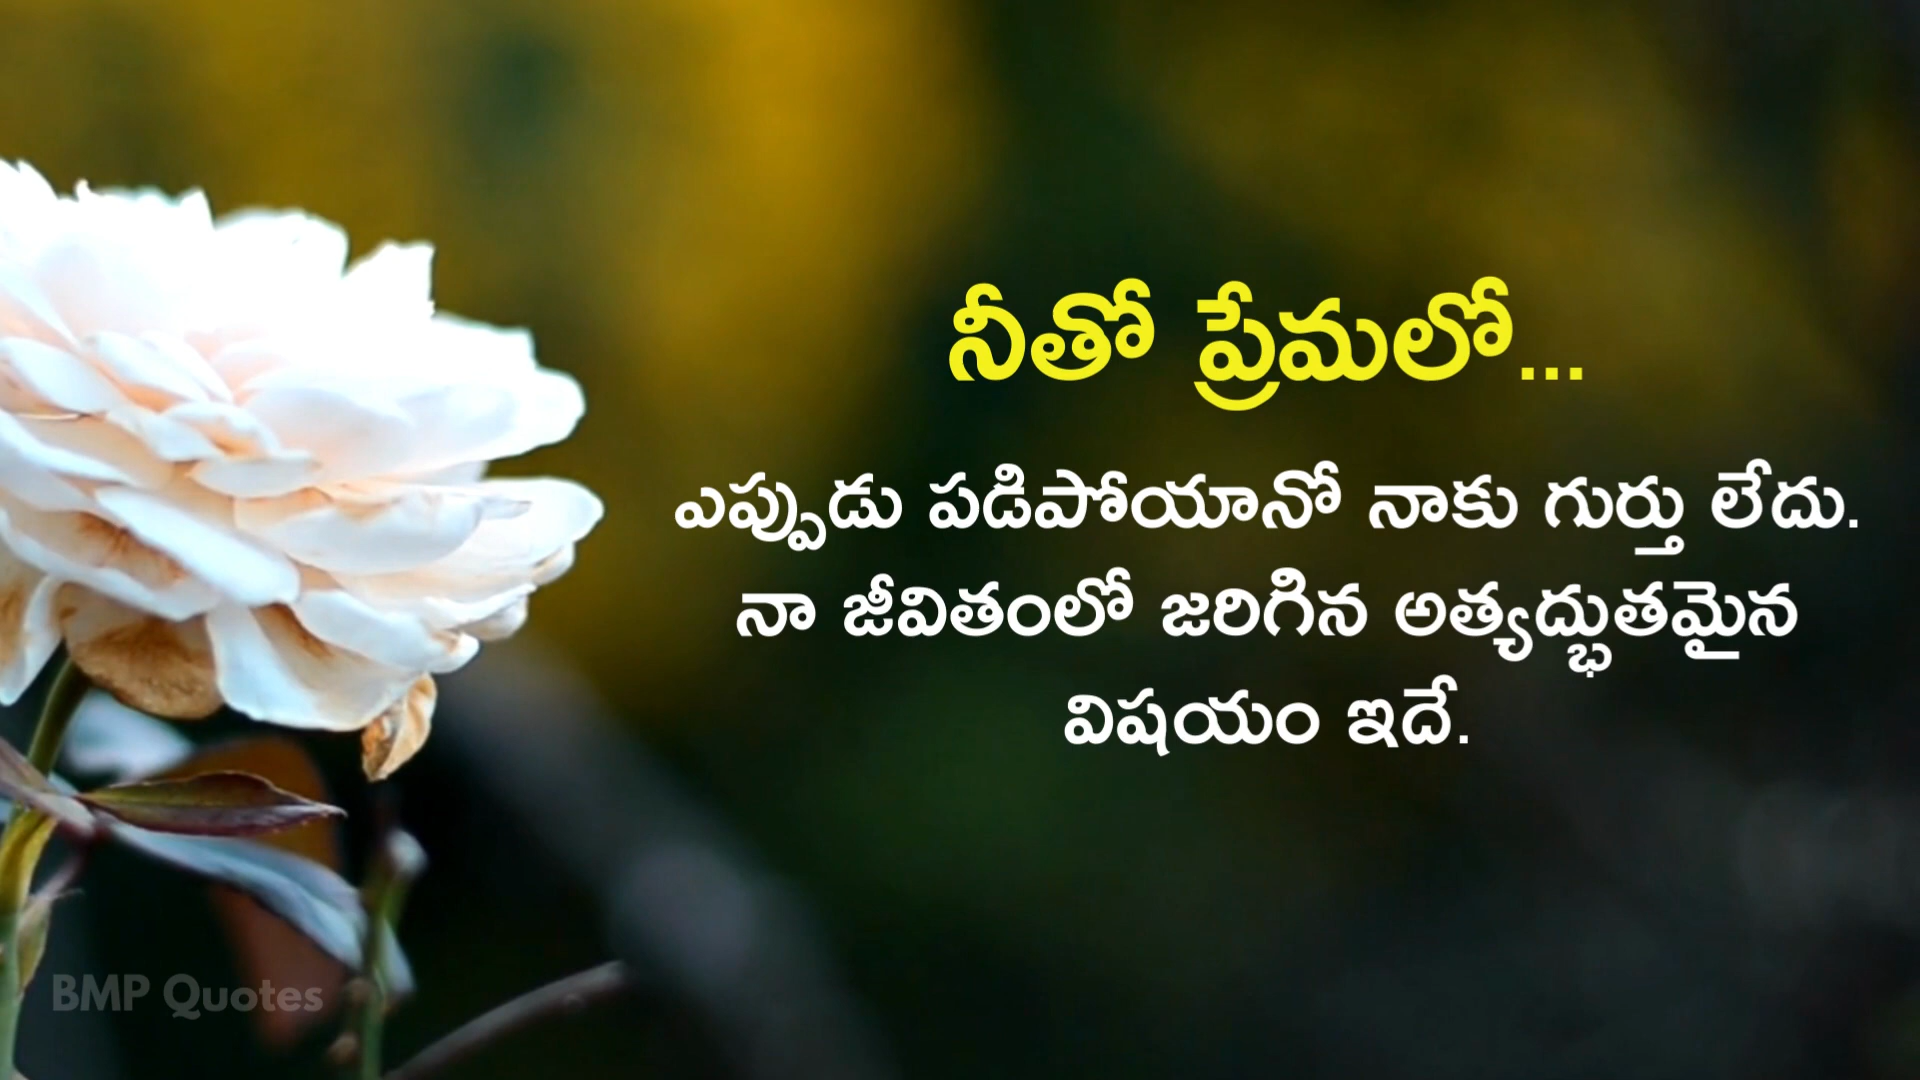 నీతో ప్రేమలో...
ఎప్పుడు పడిపోయానో నాకు గుర్తు లేదు.
నా జీవితంలో జరిగిన అత్యద్భుతమైన
విషయం ఇదే.
BMP Quotes